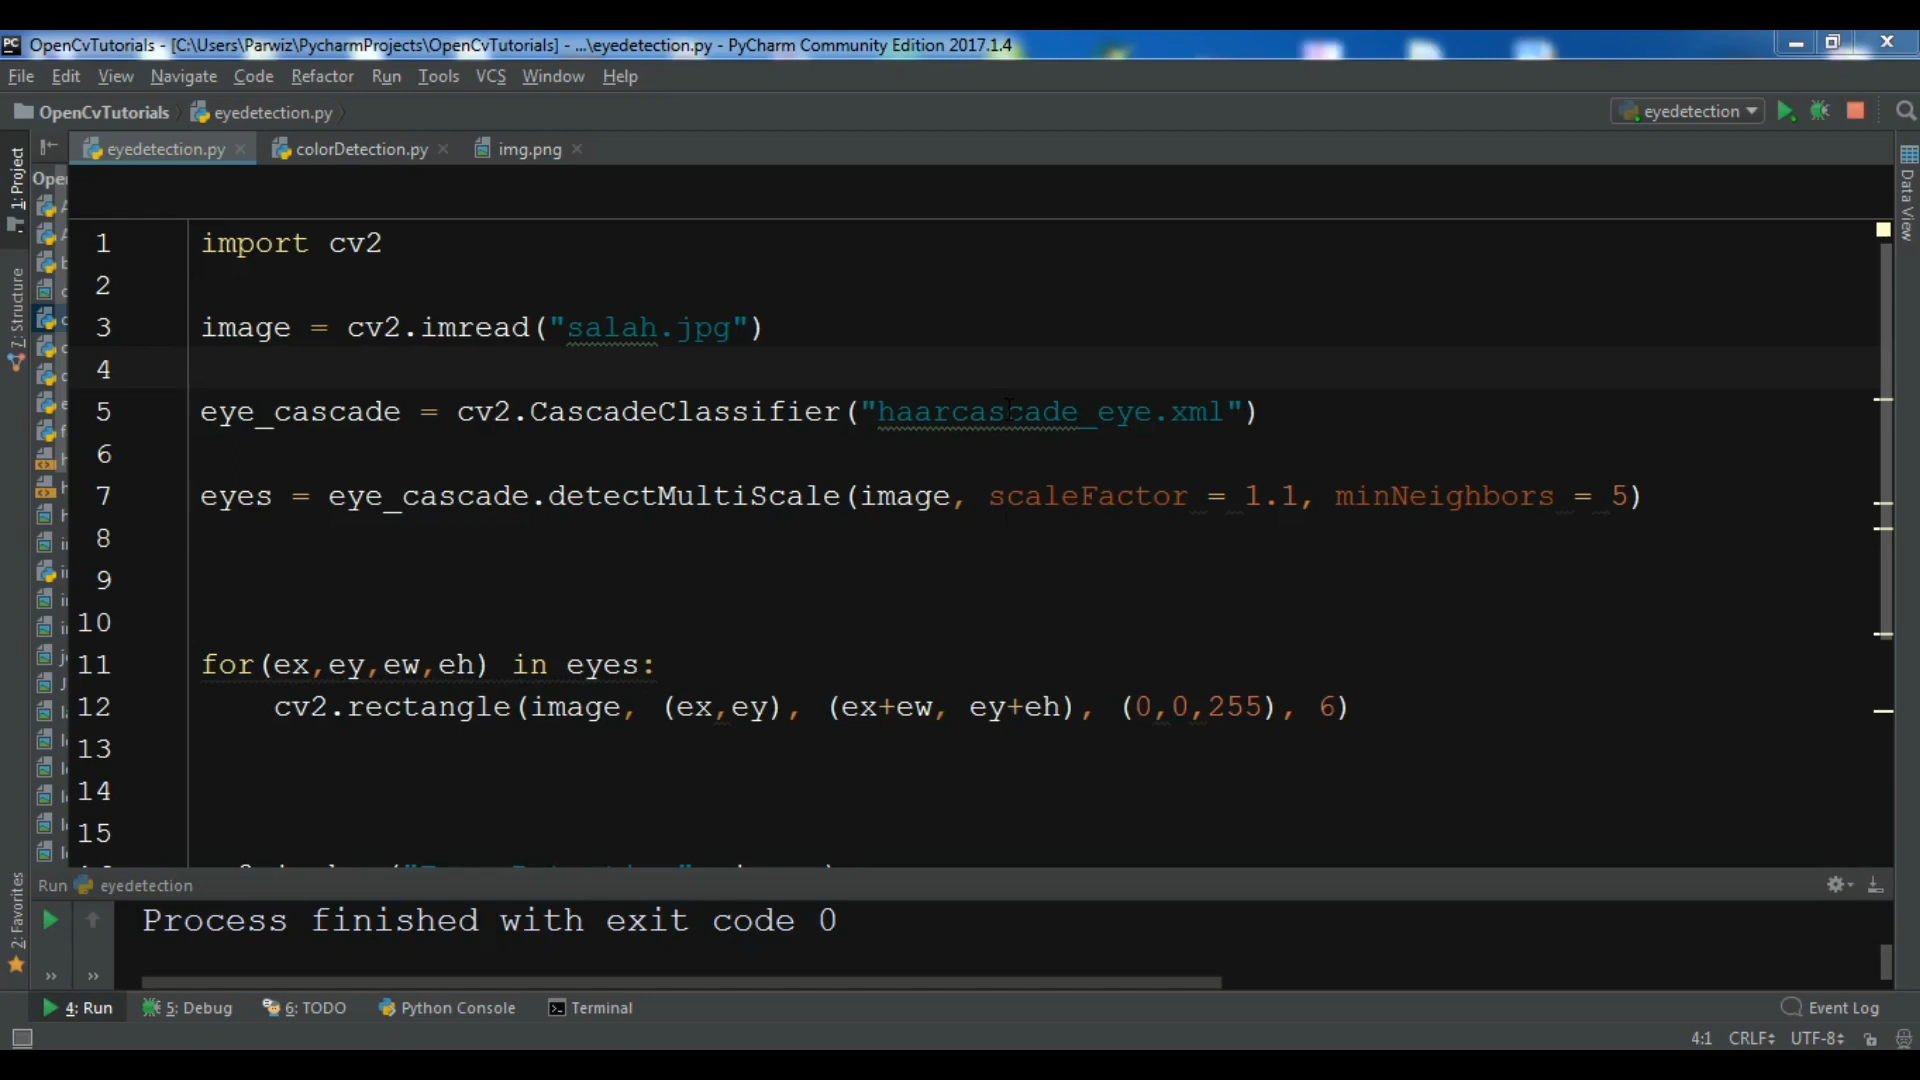 OpenCvTutorials - [C:\Users\Parwiz\PycharmProjects\OpenCvTutorials] - ...\eyedetection.py - PyCharm Community Edition 2017.1.4
File Edit View Navigate Code Refactor Run Tools VCS Window Help
OpenCvTutorials eyedetection.py eyedetection
eyedetection.py colorDetection.py img.png
1: Project
7: Structure
2: Favorites
Data View
Ope
1 import cv2
2
3 image = cv2.imread("salah.jpg")
4
5 eye_cascade = cv2.CascadeClassifier("haarcascade_eye.xml")
6
7 eyes = eye_cascade.detectMultiScale(image, scaleFactor = 1.1, minNeighbors = 5)
8
9
10
11 for(ex,ey,ew,eh) in eyes:
12 cv2.rectangle(image, (ex,ey), (ex+ew, ey+eh), (0,0,255), 6)
13
14
15
Run eyedetection
Process finished with exit code 0
4: Run 5: Debug 6: TODO Python Console Terminal Event Log
4:1 CRLF UTF-8